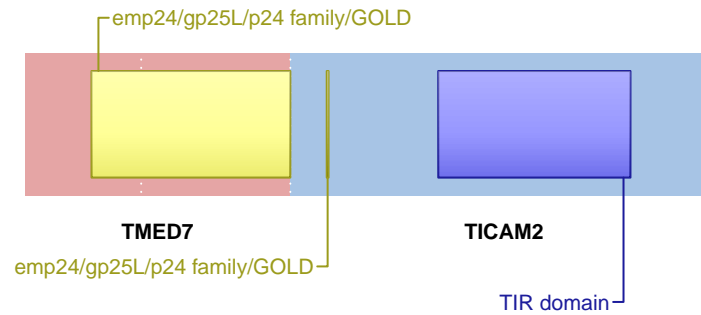 emp24/gp25L/p24 family/GOLD
TMED7
TICAM2
emp24/gp25L/p24 family/GOLD
TIR domain